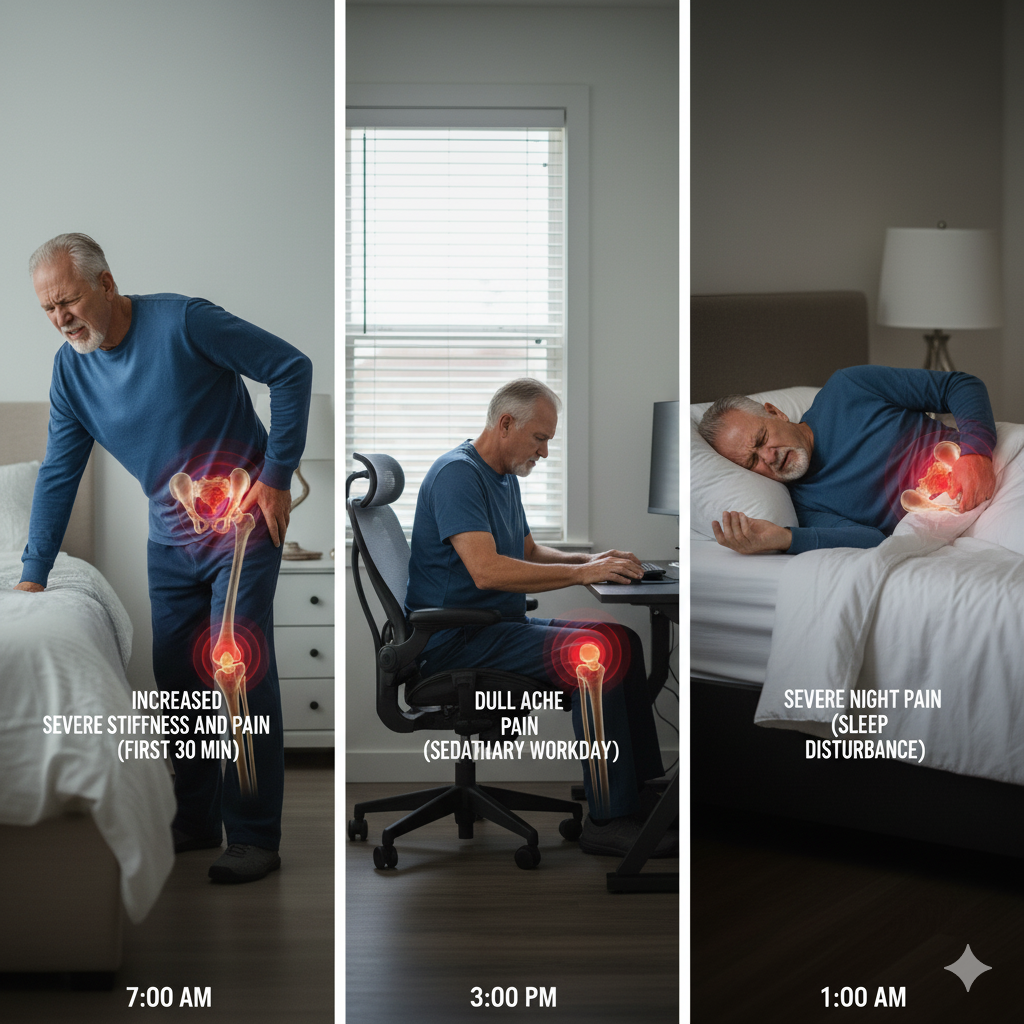 INCREASED
SEVERE STIFFNESS AND PAIN
(FIRST 30 MIN)
7:00 AM
DULL ACHE
PAIN
(SEDATHARY WORKDAY)
3:00 PM
SEVERE NIGHT PAIN
(SLEEP
DISTURBANCE)
1:00 AM